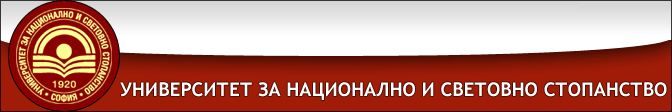 УНИВЕРСИТЕТ ЗА НАЦИОНАЛНО И СВЕТОВНО СТОПАНСТВО
1920
• СОФИЯ •
УНИВЕРСИТЕТ ЗА НАЦИОНАЛНО И СВЕТОВНО СТОПАНСТВО